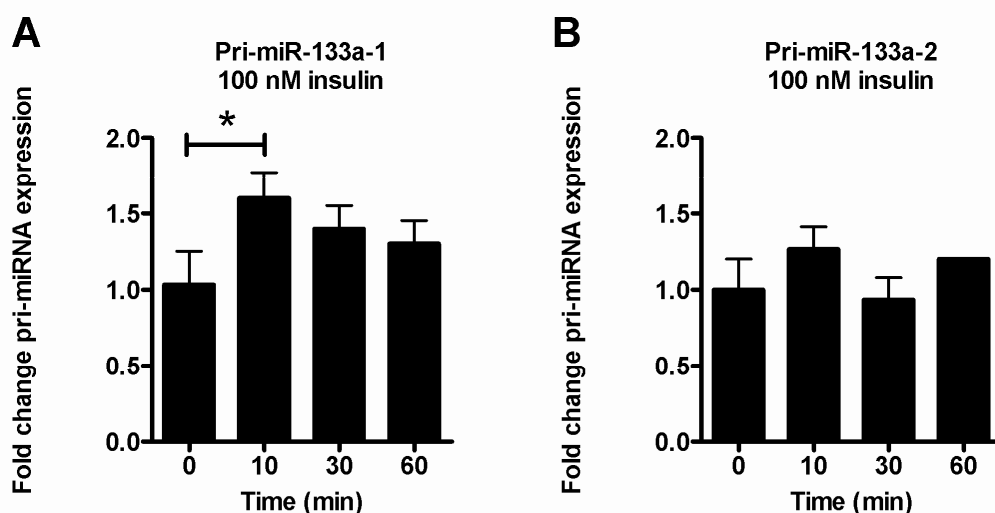 A
Pri-miR-133a-1
100 nM insulin
Fold change pri-miRNA expression
2.0
1.5
1.0
0.5
0.0
*
0 10 30 60
Time (min)
B
Pri-miR-133a-2
100 nM insulin
Fold change pri-miRNA expression
2.0
1.5
1.0
0.5
0.0
0 10 30 60
Time (min)